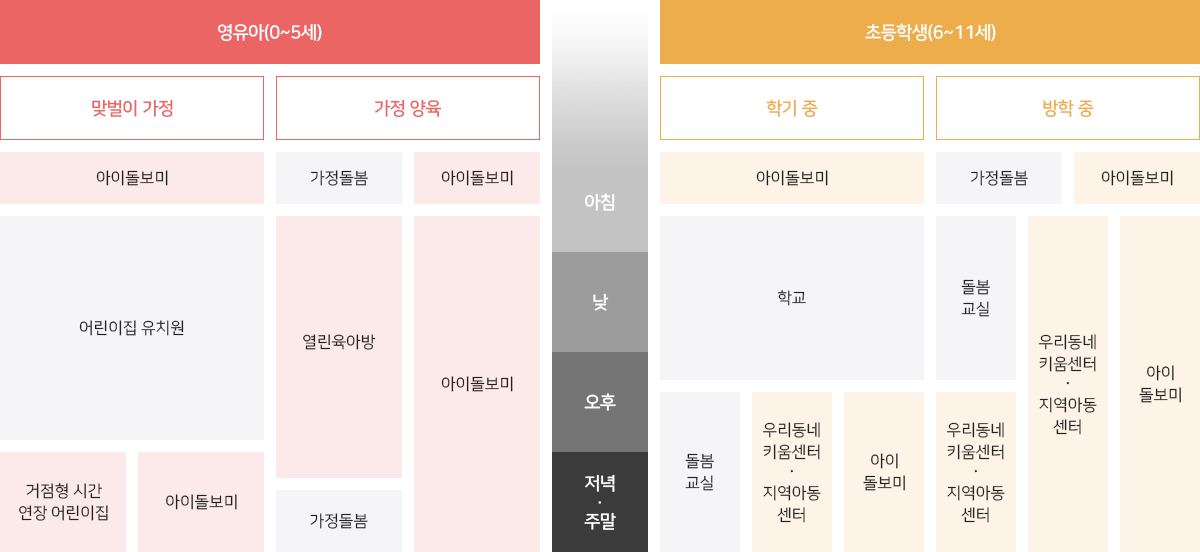 영유아(0~5세)
맞벌이 가정
가정 양육
아이돌보미
가정돌봄
아이돌보미
어린이집 유치원
열린육아방
아이돌보미
거점형 시간
연장 어린이집
아이돌보미
가정돌봄
아침
낮
오후
저녁
·
주말
초등학생(6~11세)
학기 중
방학 중
아이돌보미
가정돌봄
아이돌보미
학교
돌봄
교실
우리동네
키움센터
·
지역아동
센터
아이
돌보미
돌봄
교실
우리동네
키움센터
·
지역아동
센터
아이
돌보미
우리동네
키움센터
·
지역아동
센터